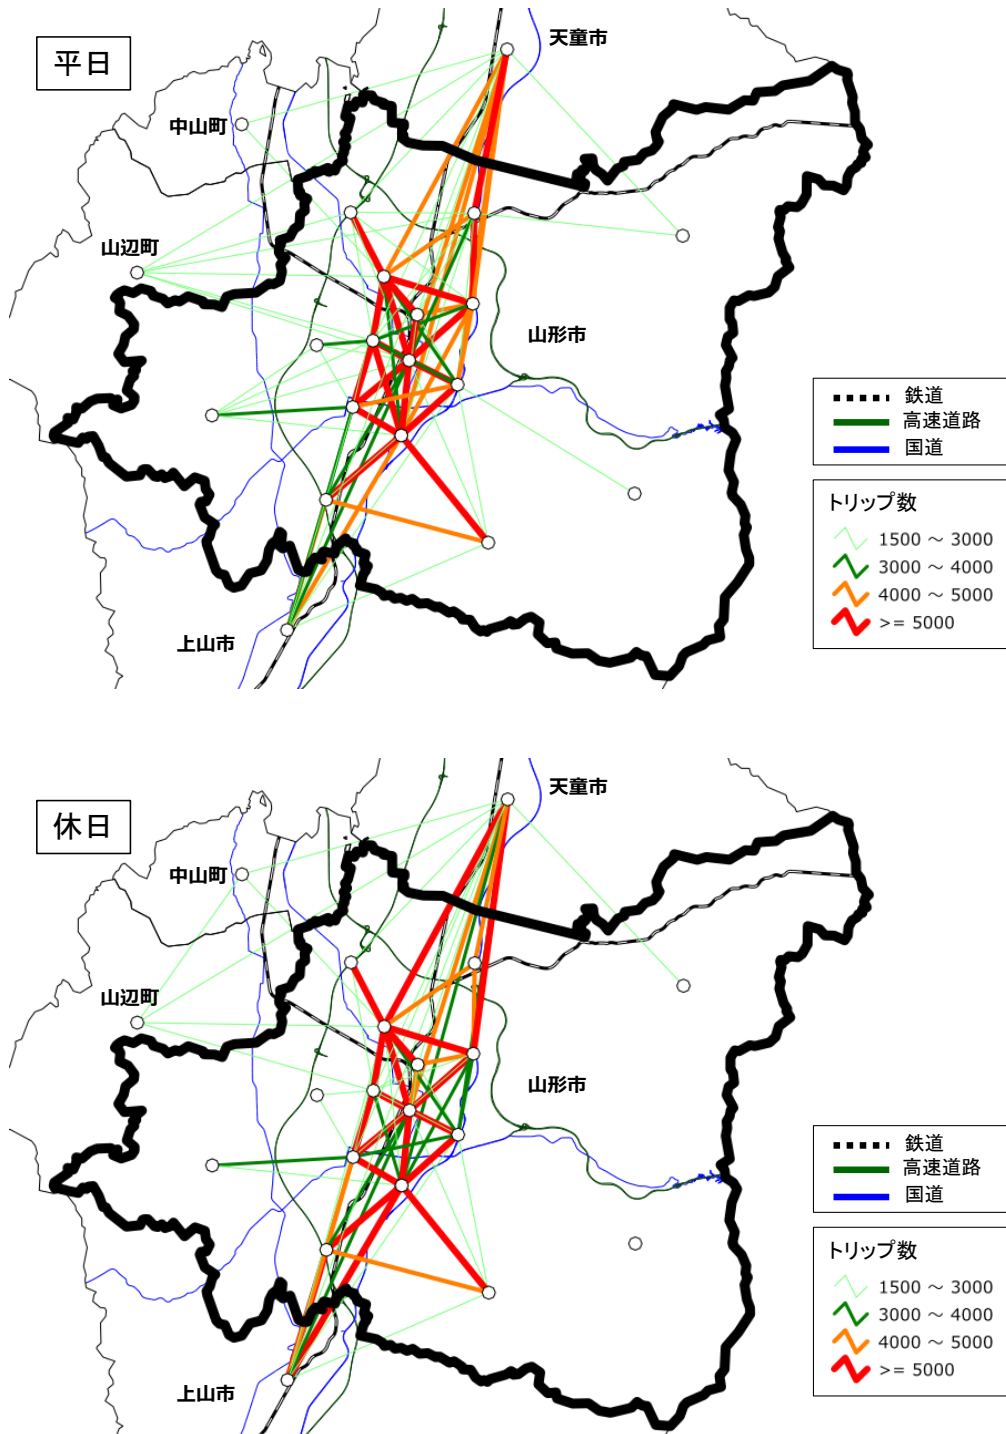 平日
天童市
中山町
山辺町
山形市
上山市
鉄道
高速道路
国道
トリップ数
1500 ～ 3000
3000 ～ 4000
4000 ～ 5000
>= 5000
休日
天童市
中山町
山辺町
山形市
上山市
鉄道
高速道路
国道
トリップ数
1500 ～ 3000
3000 ～ 4000
4000 ～ 5000
>= 5000